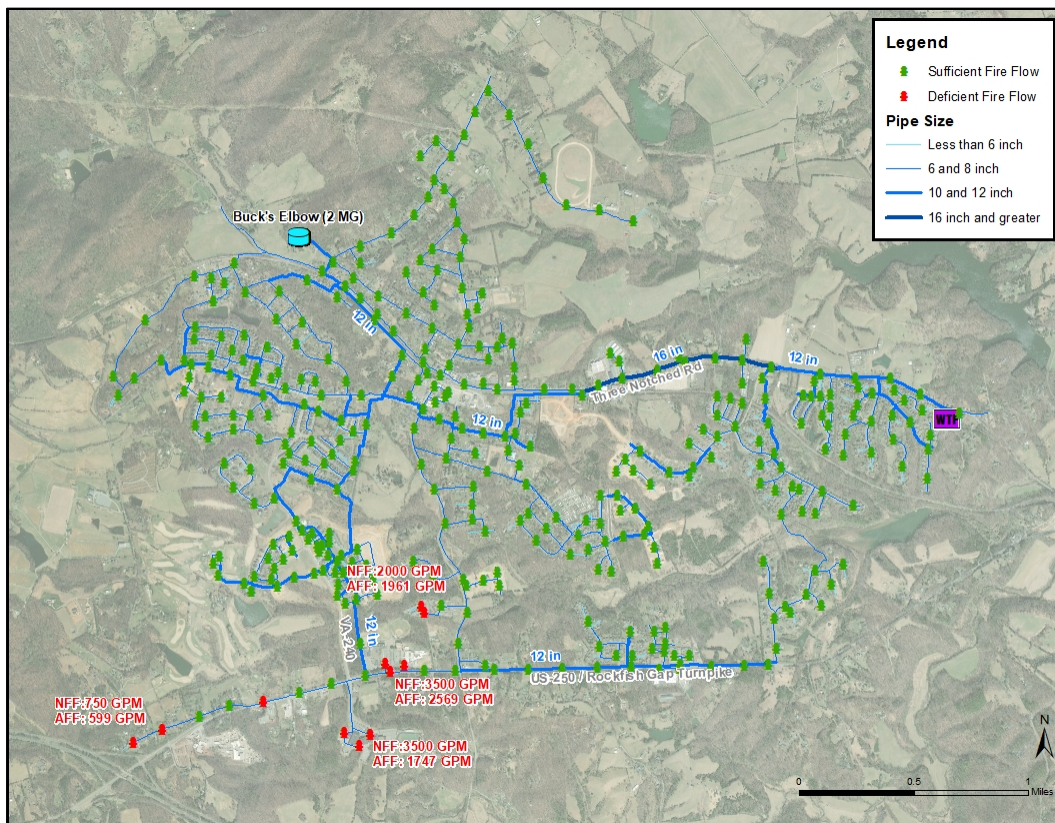 Legend
Sufficient Fire Flow
Deficient Fire Flow
Pipe Size
Less than 6 inch
6 and 8 inch
10 and 12 inch
16 inch and greater
Buck's Elbow (2 MG)
12 in
16 in
12 in
Three Notched Rd
12 in
WTP
NFF:2000 GPM
AFF: 1961 GPM
12 in
VA-240
12 in
US-250 / Rockfish Gap Turnpike
NFF:3500 GPM
AFF: 2569 GPM
NFF:750 GPM
AFF: 599 GPM
NFF:3500 GPM
AFF: 1747 GPM
N
0 0.5 1
Miles